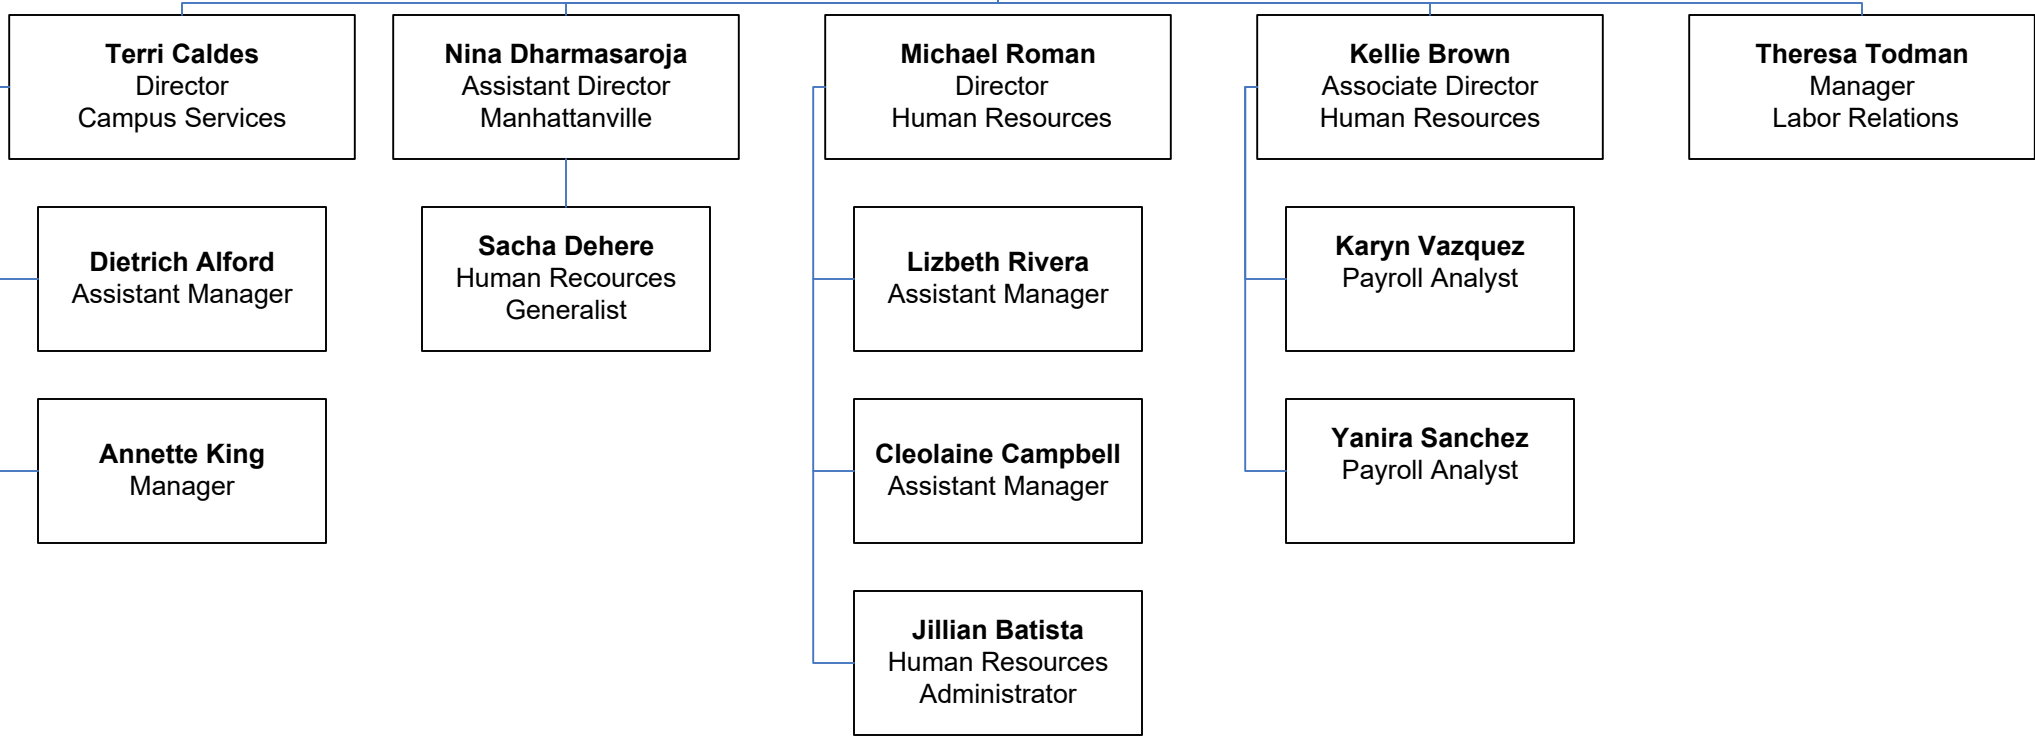 Terri Caldes
Director
Campus Services
Nina Dharmasaroja
Assistant Director
Manhattanville
Michael Roman
Director
Human Resources
Kellie Brown
Associate Director
Human Resources
Theresa Todman
Manager
Labor Relations
Dietrich Alford
Assistant Manager
Sacha Dehere
Human Recources
Generalist
Lizbeth Rivera
Assistant Manager
Karyn Vazquez
Payroll Analyst
Annette King
Manager
Cleolaine Campbell
Assistant Manager
Yanira Sanchez
Payroll Analyst
Jillian Batista
Human Resources
Administrator